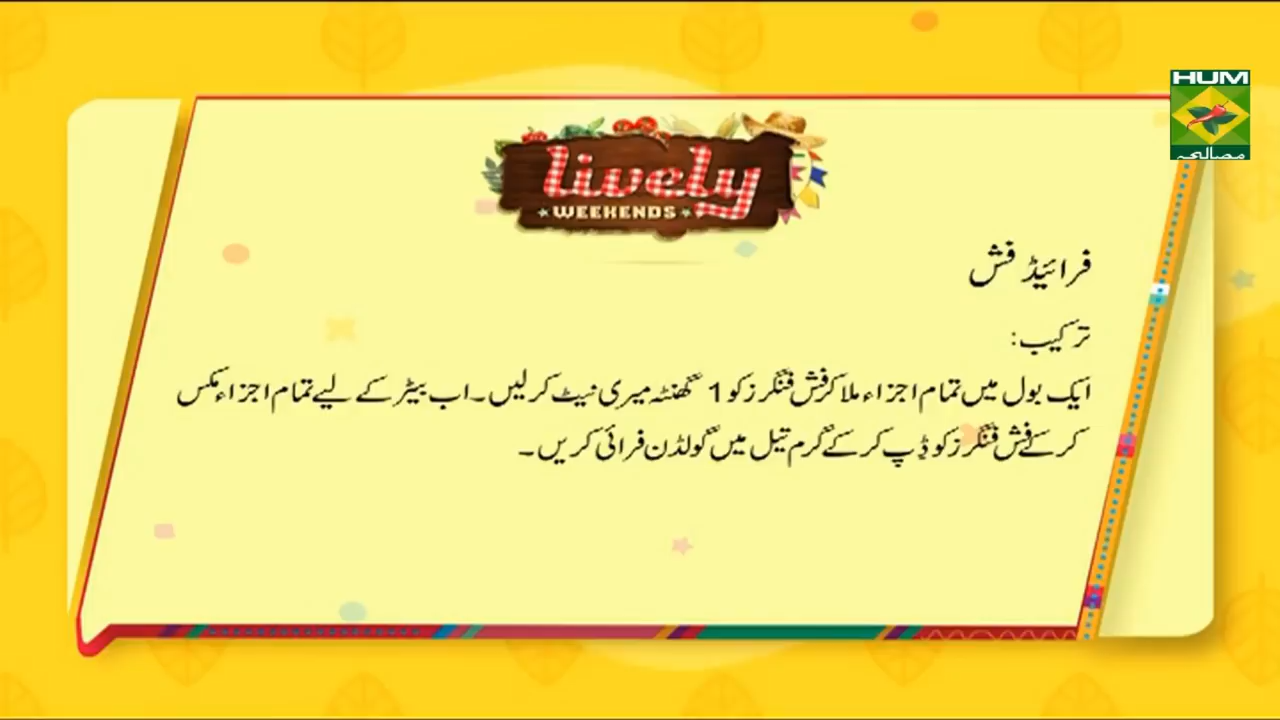 HUM
مصالحہ
lively
WEEKENDS
فرائیڈ فش
ترکیب:
ایک بول میں تمام اجزاء ملا کر فش فنگرز کو 1 گھنٹہ میری نیٹ کر لیں۔ اب بیٹر کے لیے تمام اجزاء مکس
کر کے فش فنگرز کو ڈپ کر کے گرم تیل میں گولڈن فرائی کریں۔